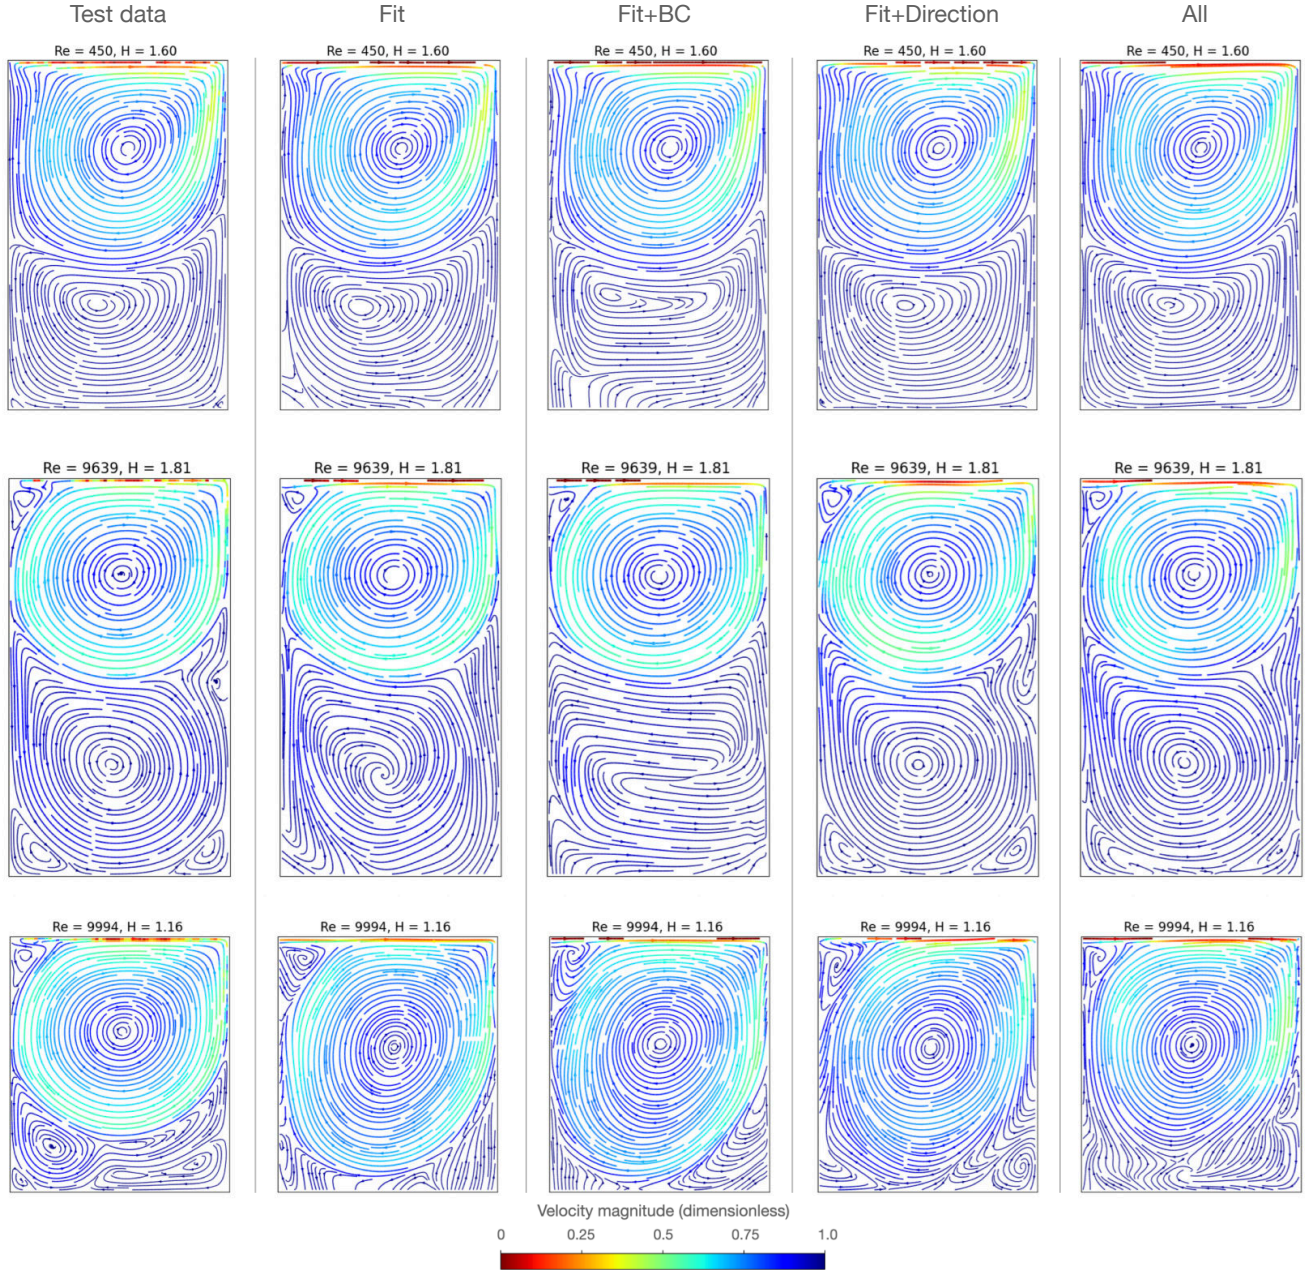 Test data Fit Fit+BC Fit+Direction All
Re = 450, H = 1.60 Re = 450, H = 1.60 Re = 450, H = 1.60 Re = 450, H = 1.60 Re = 450, H = 1.60
Re = 9639, H = 1.81 Re = 9639, H = 1.81 Re = 9639, H = 1.81 Re = 9639, H = 1.81 Re = 9639, H = 1.81
Re = 9994, H = 1.16 Re = 9994, H = 1.16 Re = 9994, H = 1.16 Re = 9994, H = 1.16 Re = 9994, H = 1.16
Velocity magnitude (dimensionless)
0 0.25 0.5 0.75 1.0